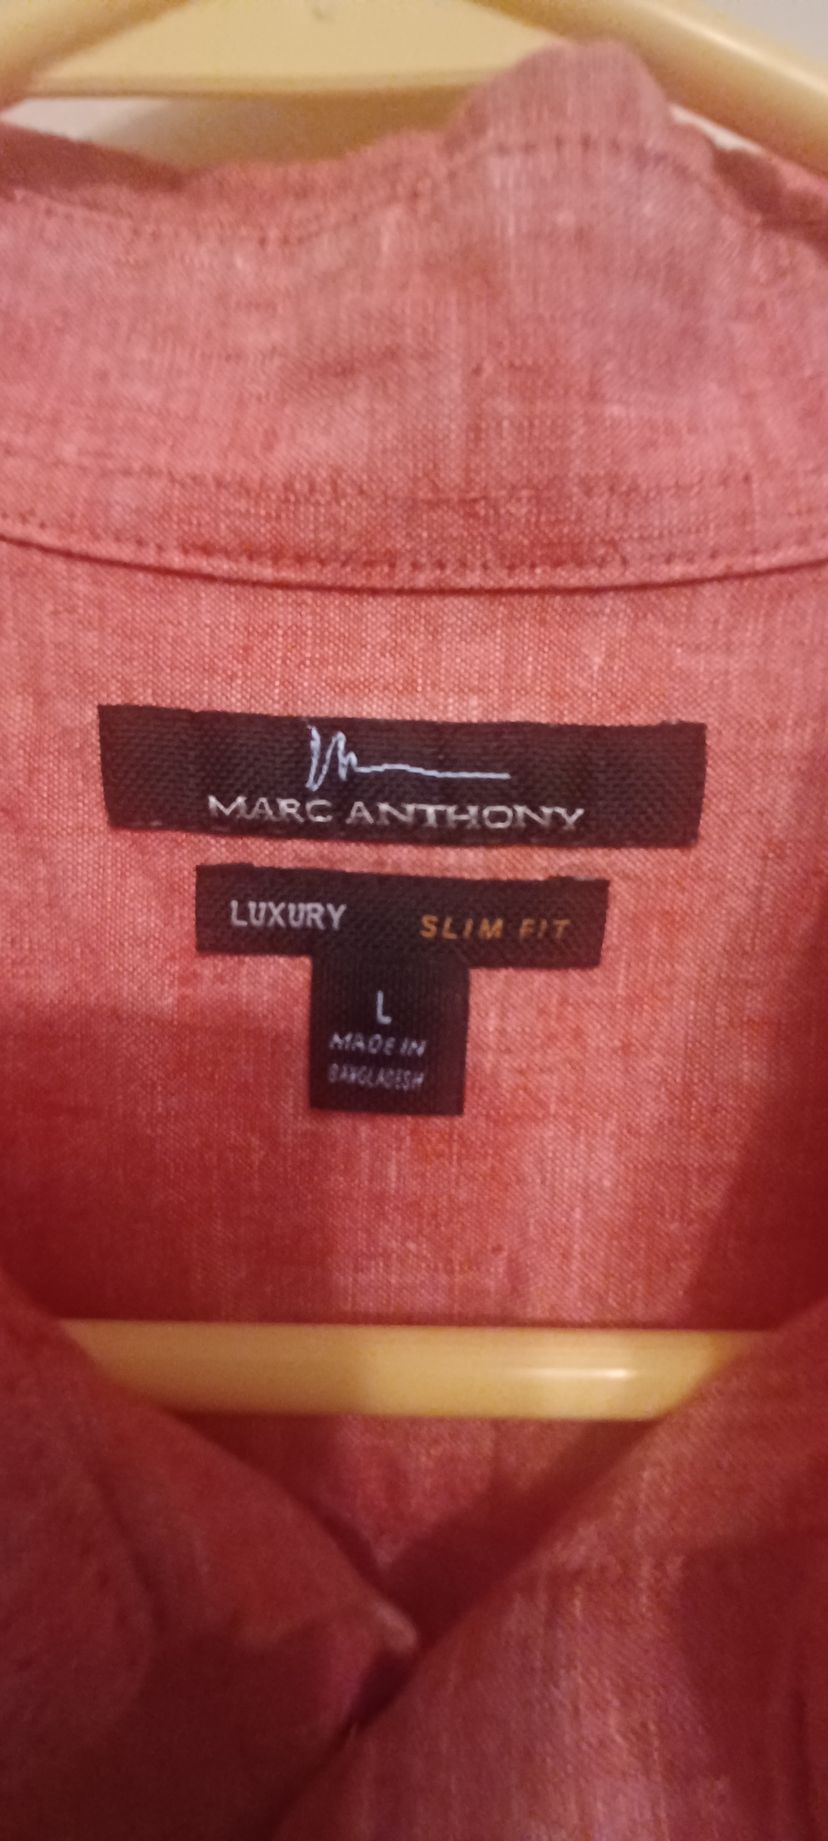 MARC ANTHONY
LUXURY SLIM FIT
L
MADE IN
BANGLADESH